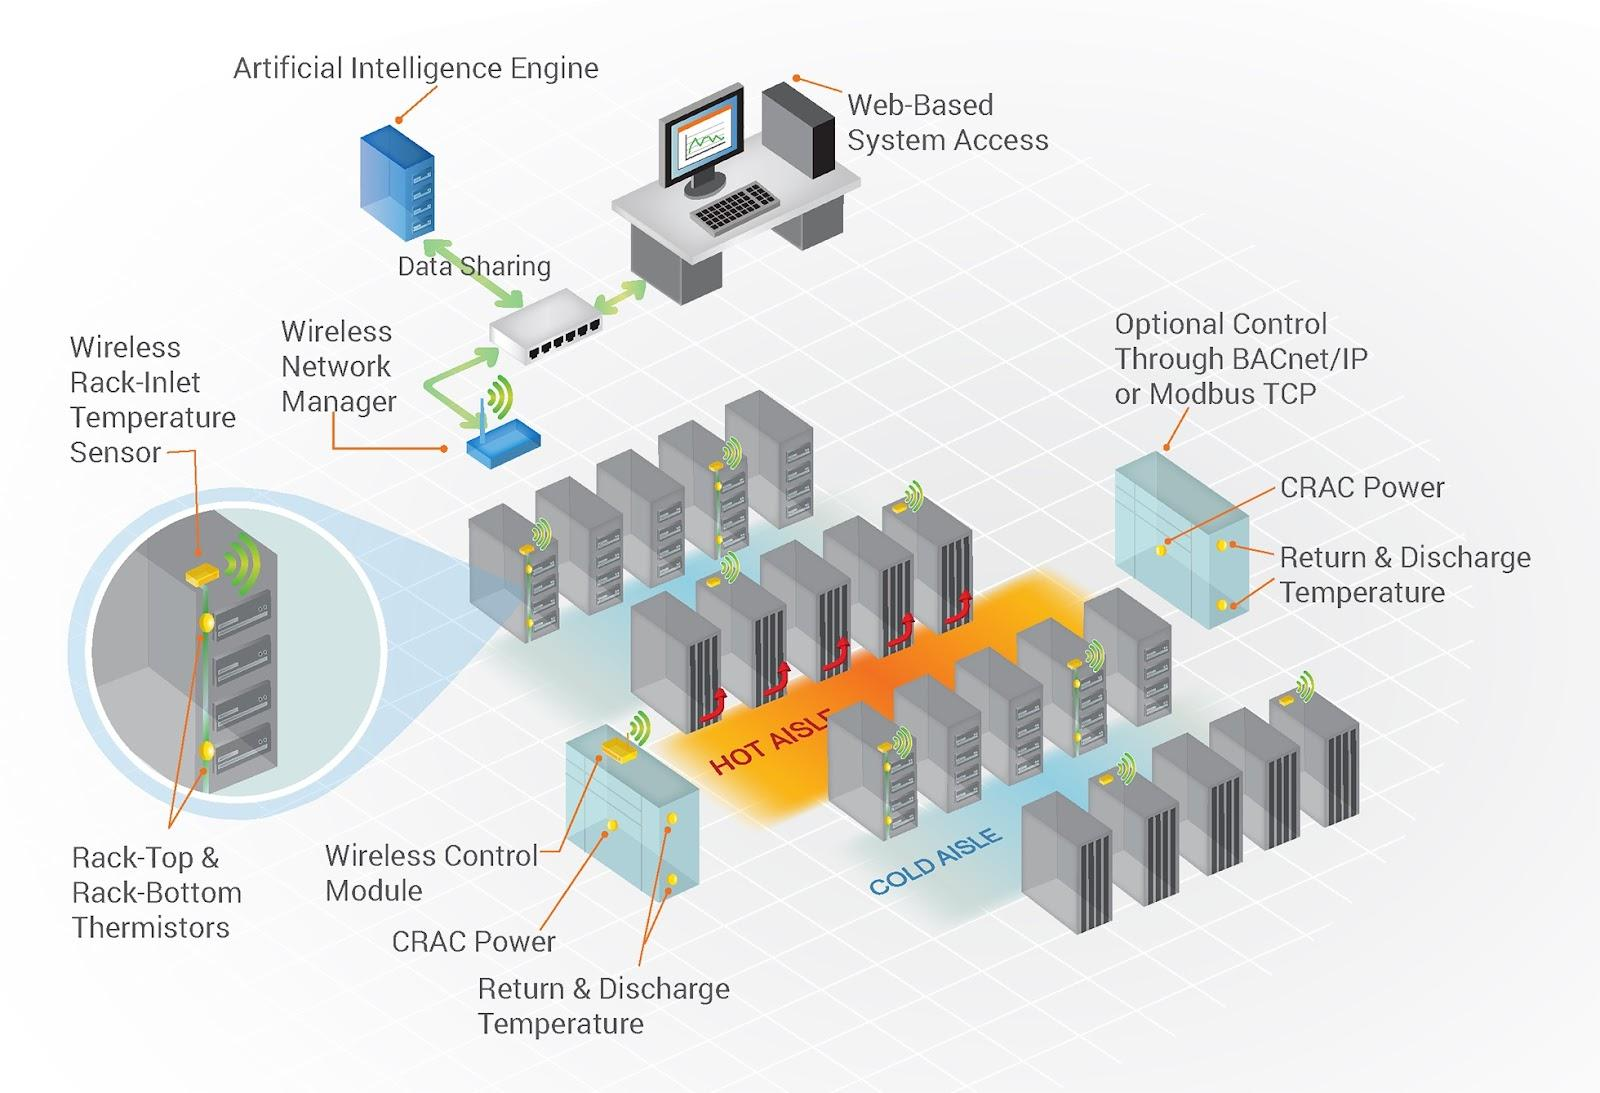 Artificial Intelligence Engine
Web-Based
System Access
Data Sharing
Wireless
Network
Manager
Wireless
Rack-Inlet
Temperature
Sensor
Optional Control
Through BACnet/IP
or Modbus TCP
CRAC Power
Return & Discharge
Temperature
HOT AISLE
COLD AISLE
Rack-Top &
Rack-Bottom
Thermistors
Wireless Control
Module
CRAC Power
Return & Discharge
Temperature